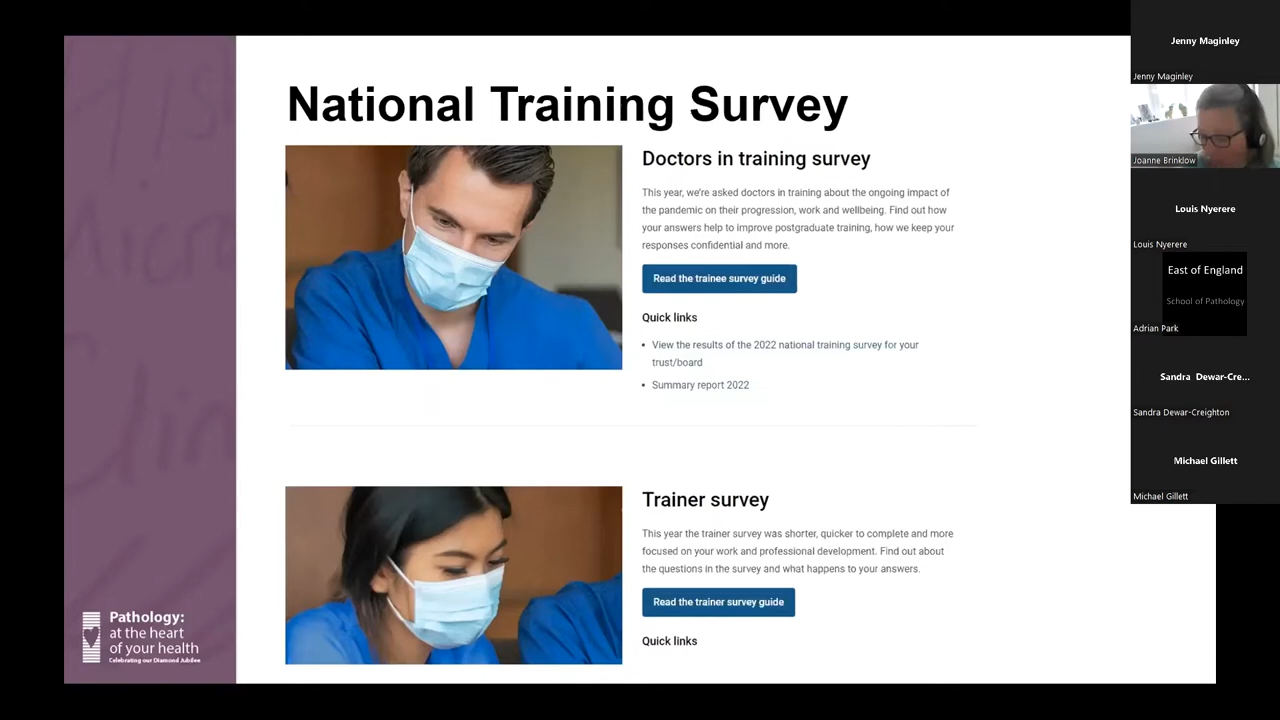 National Training Survey
Doctors in training survey
This year, we're asked doctors in training about the ongoing impact of
the pandemic on their progression, work and wellbeing. Find out how
your answers help to improve postgraduate training, how we keep your
responses confidential and more.
Read the trainee survey guide
Quick links
View the results of the 2022 national training survey for your
trust/board
Summary report 2022
Trainer survey
This year the trainer survey was shorter, quicker to complete and more
focused on your work and professional development. Find out about
the questions in the survey and what happens to your answers.
Read the trainer survey guide
Quick links
Pathology:
at the heart
of your health
Celebrating our Diamond Jubilee
Jenny Maginley
Jenny Maginley
Joanne Brinklow
Louis Nyerere
Louis Nyerere
East of England
School of Pathology
Adrian Park
Sandra Dewar-Cre...
Sandra Dewar-Creighton
Michael Gillett
Michael Gillett